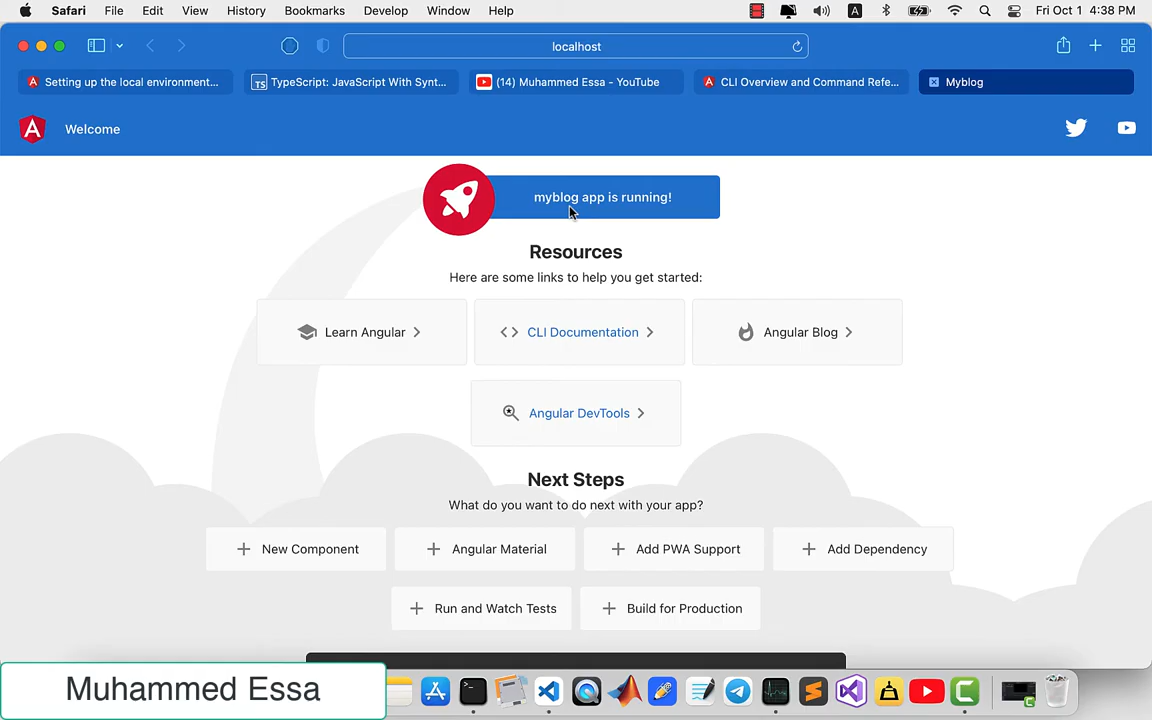 Safari File Edit View History Bookmarks Develop Window Help A Fri Oct 1 4:38 PM
localhost
Setting up the local environment... TS TypeScript: JavaScript With Synt... (14) Muhammed Essa - YouTube CLI Overview and Command Refe... Myblog
A Welcome
myblog app is running!
Resources
Here are some links to help you get started:
Learn Angular CLI Documentation Angular Blog
Angular DevTools
Next Steps
What do you want to do next with your app?
New Component Angular Material Add PWA Support Add Dependency
Run and Watch Tests Build for Production
Muhammed Essa